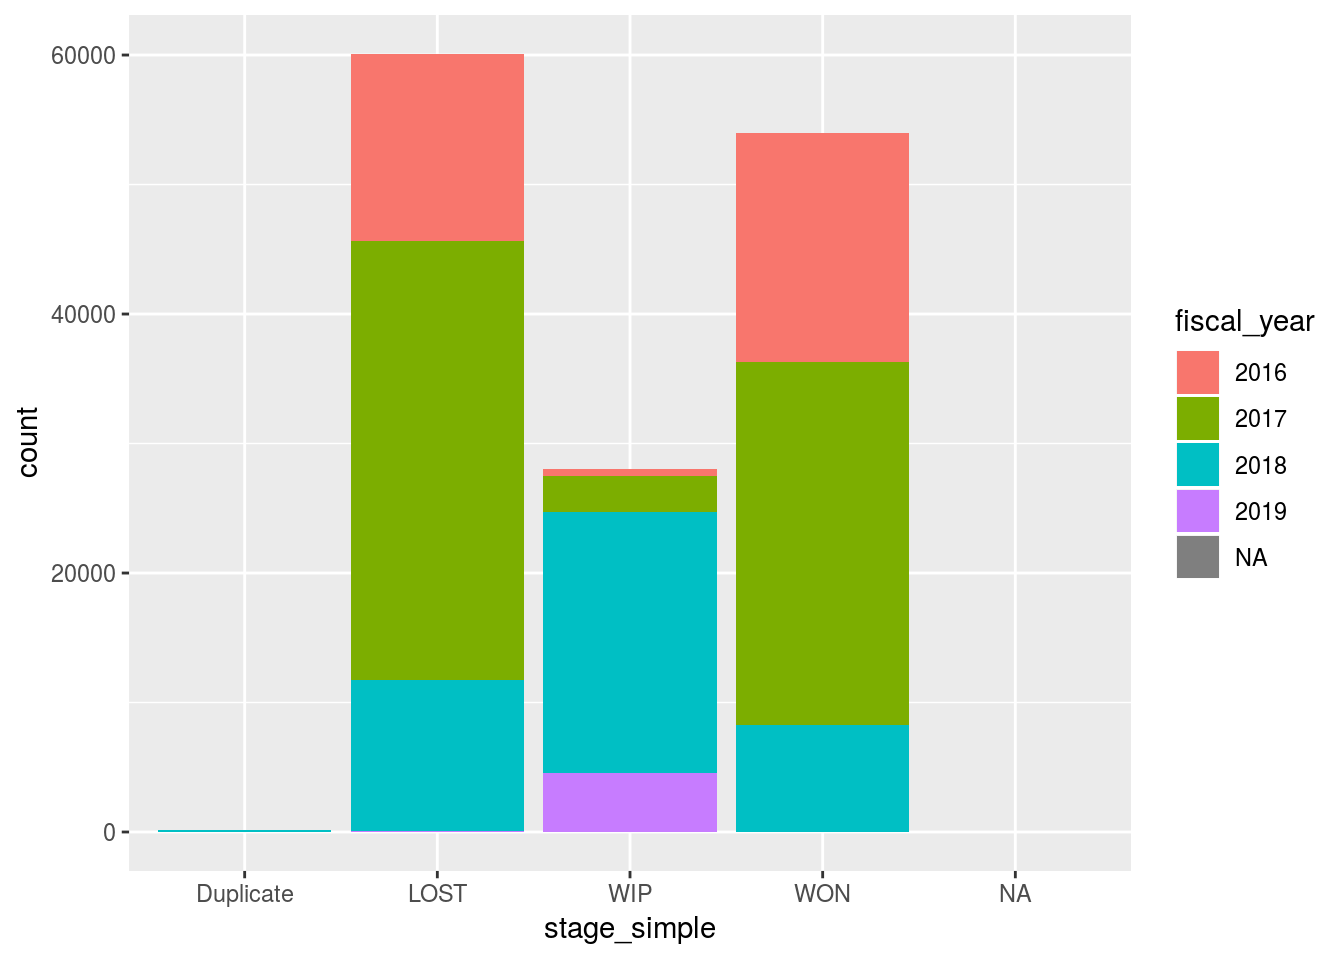 60000
40000
20000
0
count
Duplicate LOST WIP WON NA
stage_simple
fiscal_year
2016
2017
2018
2019
NA